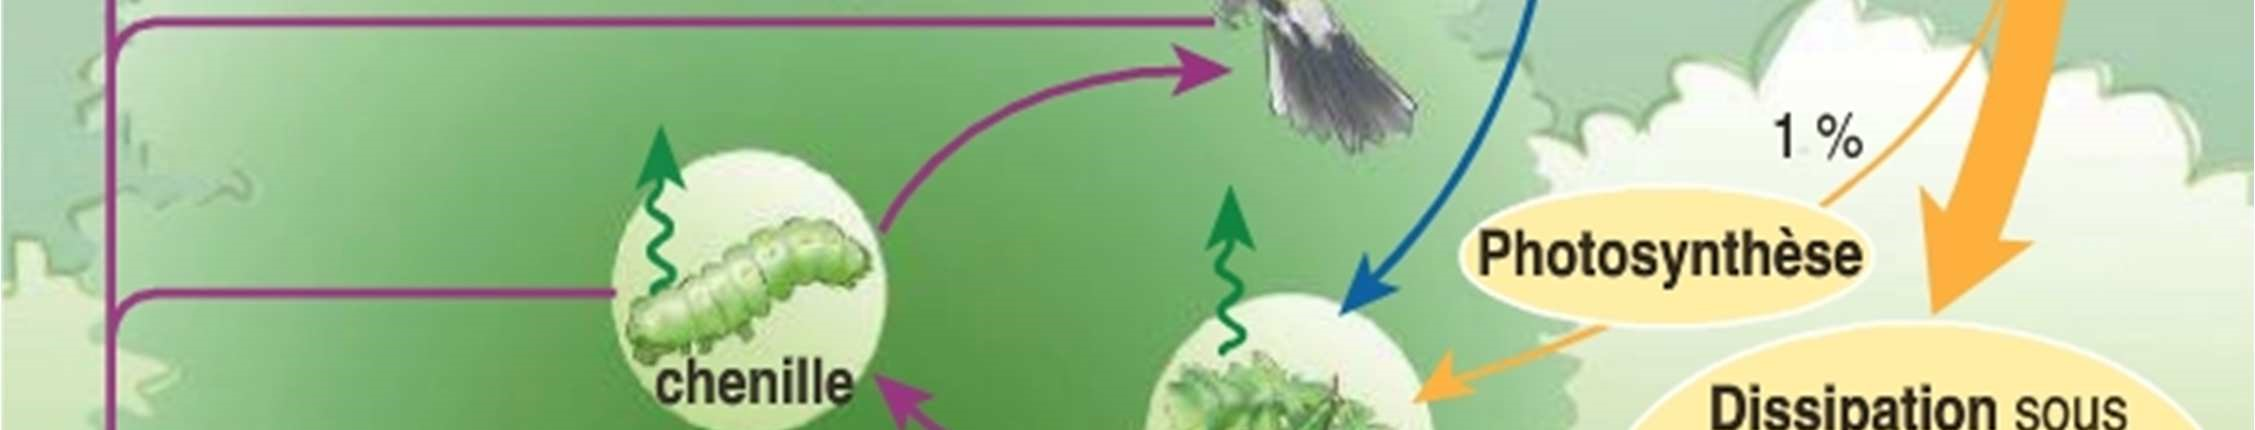 1 %
Photosynthèse
chenille
Dissipation sous